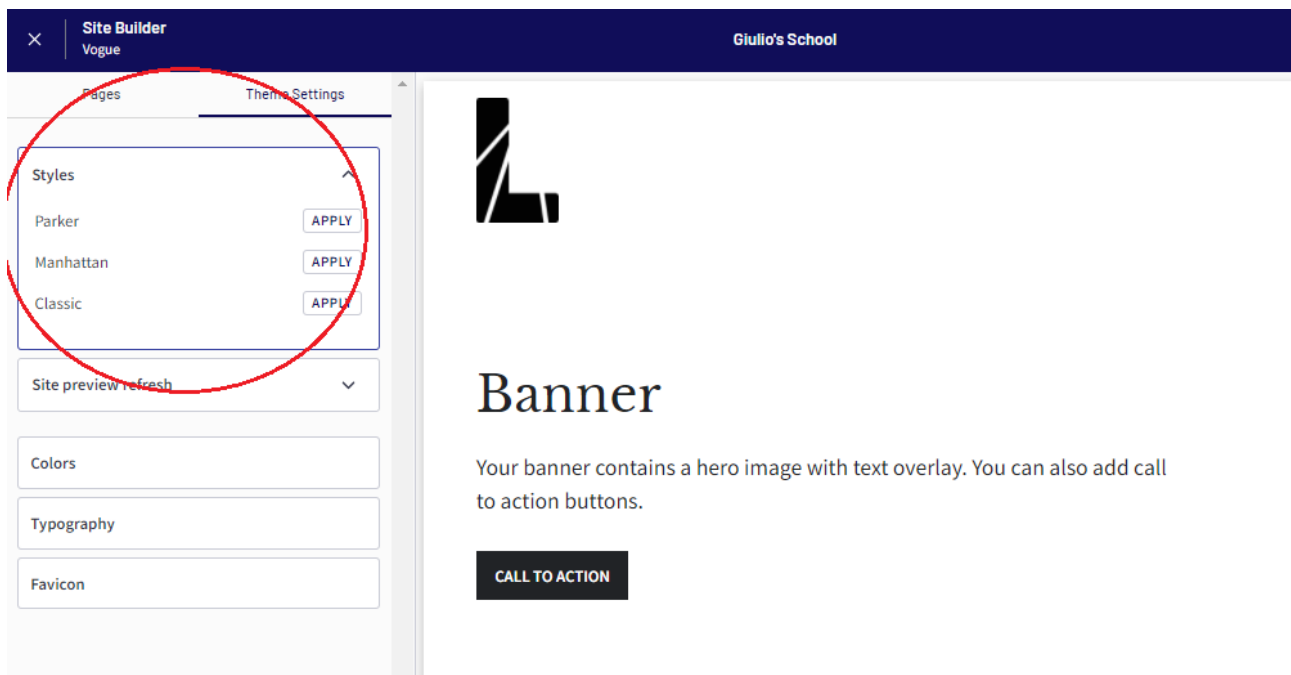 Site Builder
Vogue
Giulio's School
Pages
Theme Settings
Styles
Parker
APPLY
Manhattan
APPLY
Classic
APPLY
Site preview refresh
Colors
Typography
Favicon
Banner
Your banner contains a hero image with text overlay. You can also add call
to action buttons.
CALL TO ACTION